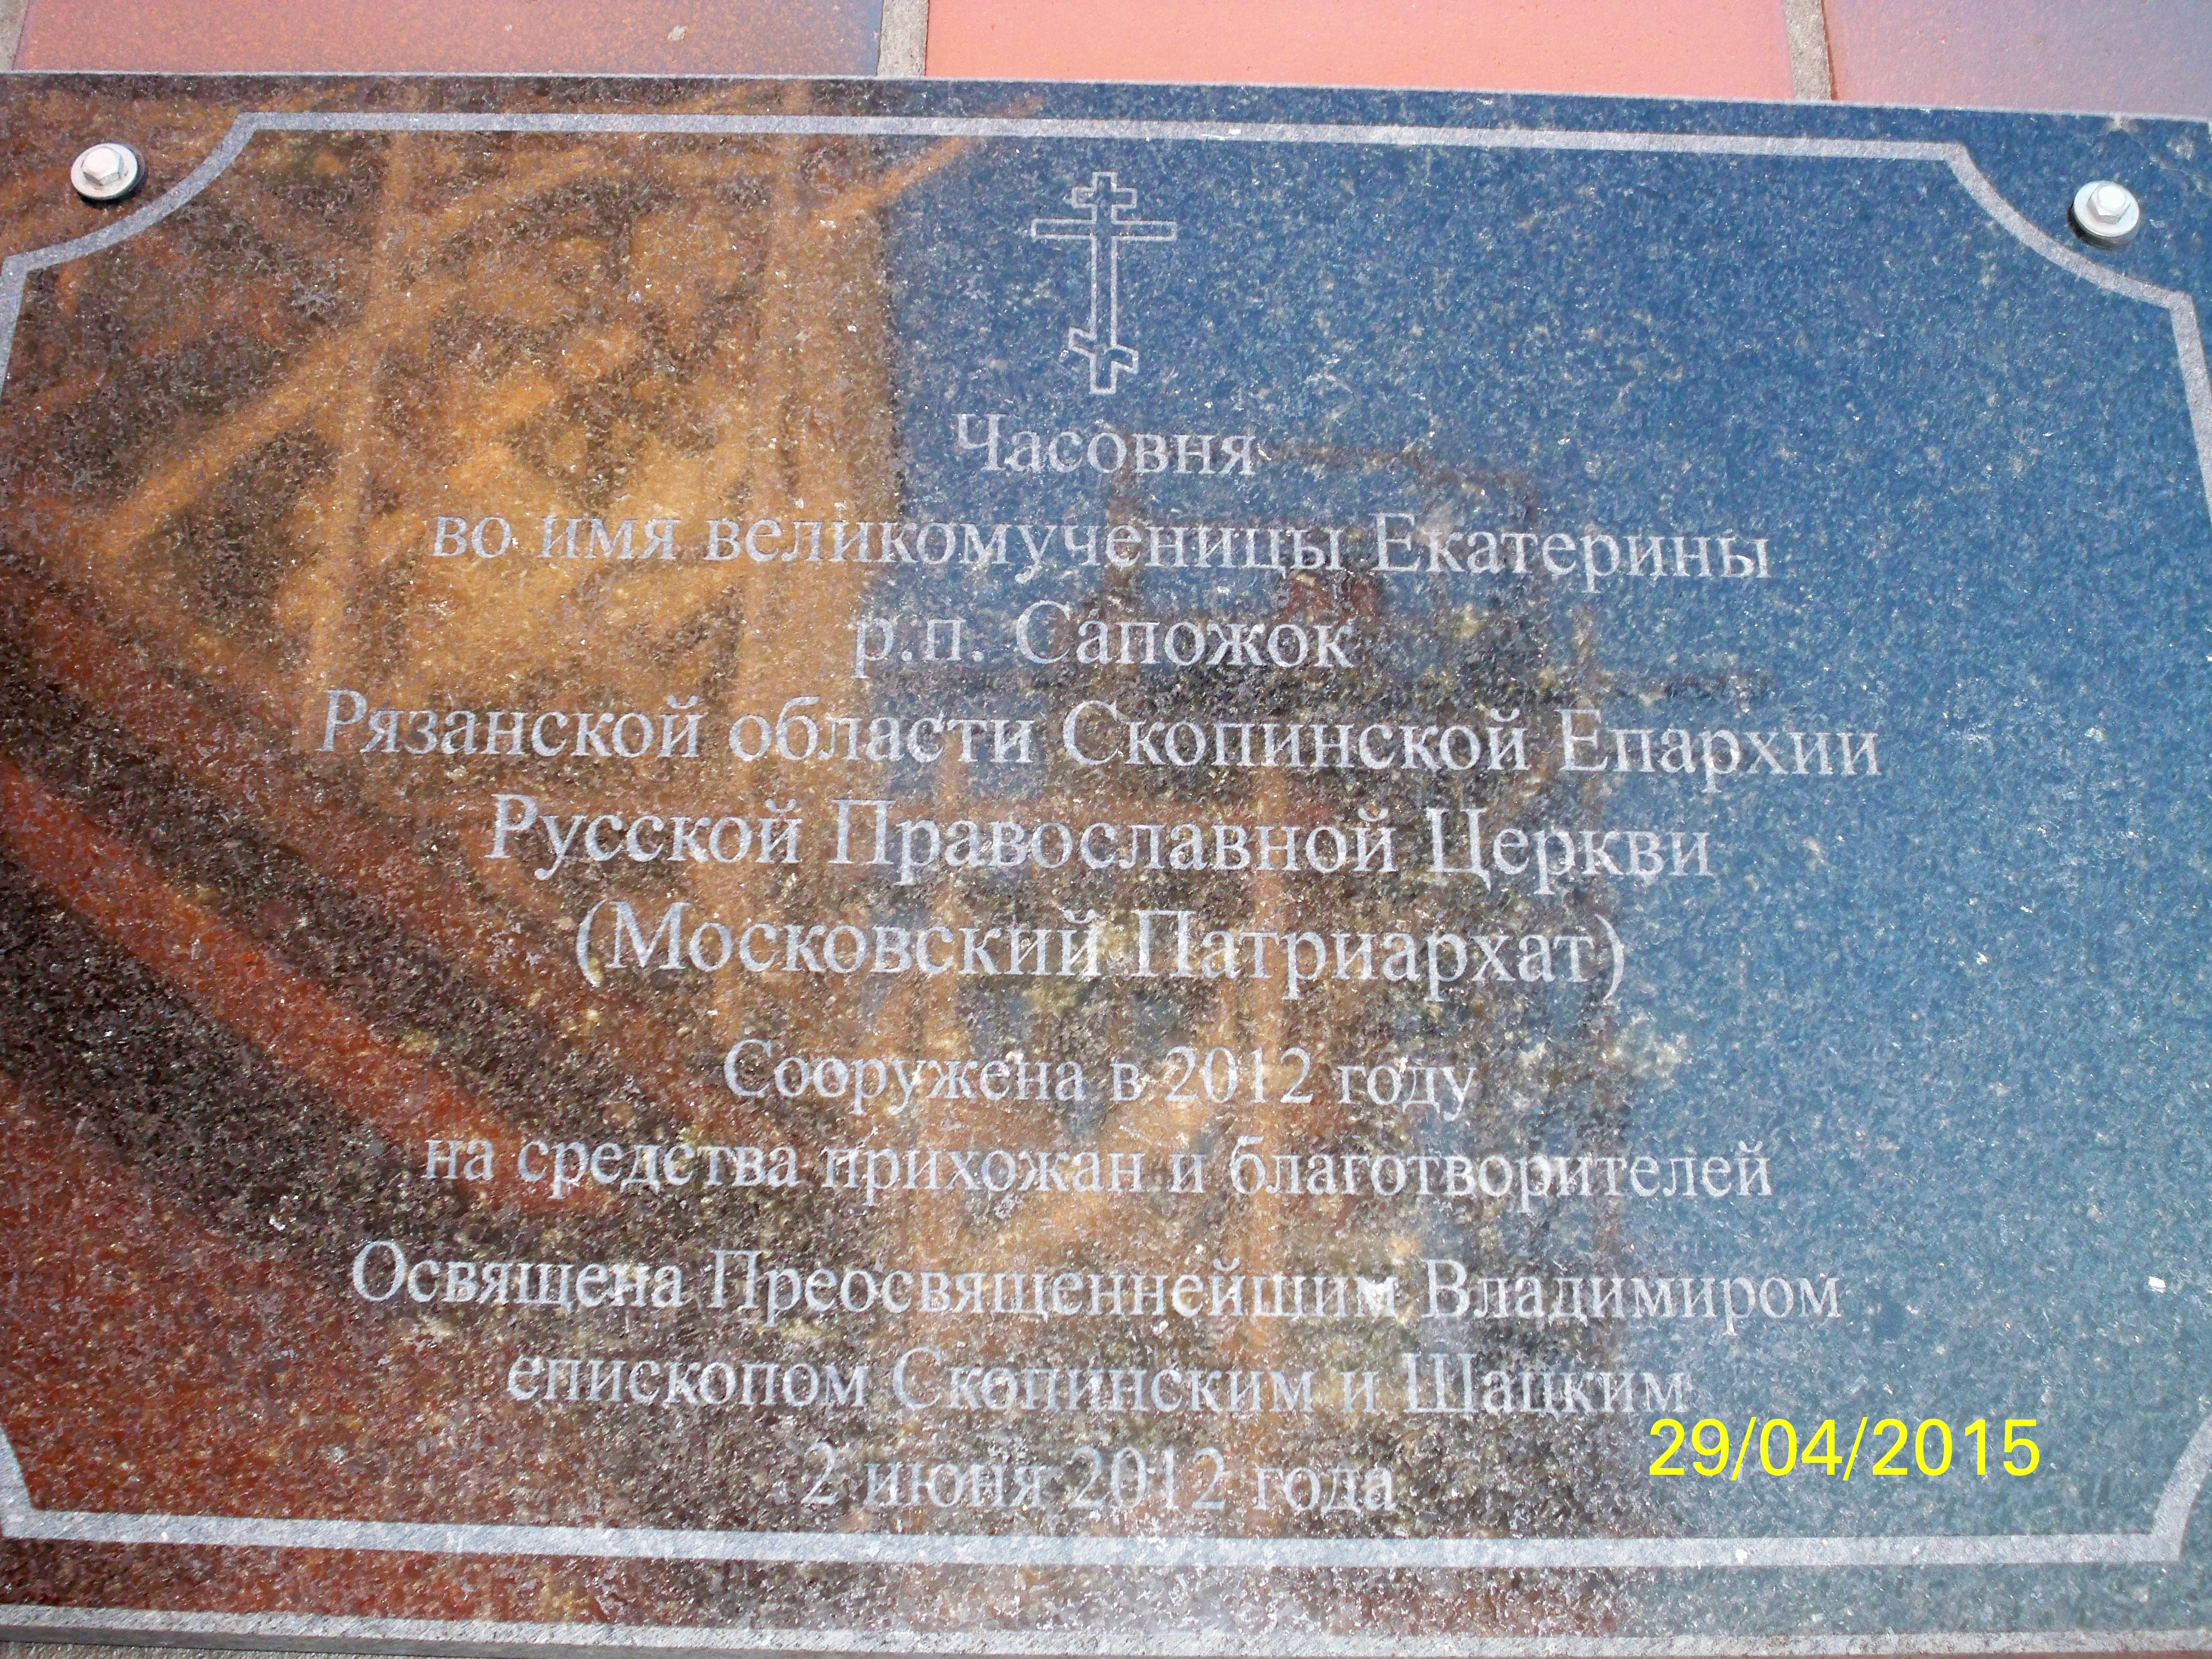 Часовня
во имя великомученицы Екатерины
р.п. Сапожок
Рязанской области Скопинской Епархии
Русской Православной Церкви
(Московский Патриархат)
Сооружена в 2012 году
на средства прихожан и благотворителей
Освящена Преосвященнейшим Владимиром
епископом Скопинским и Шацким
2 июня 2012 года
29/04/2015